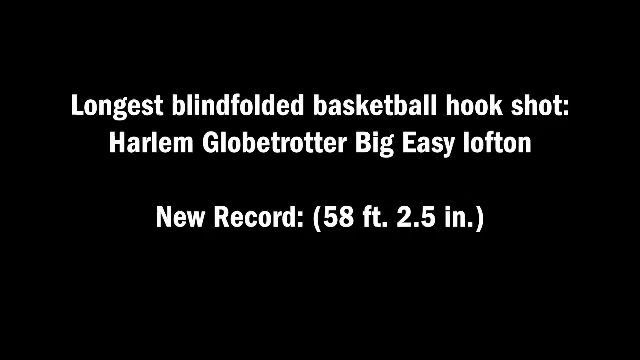 Longest blindfolded basketball hook shot:
Harlem Globetrotter Big Easy lofton
New Record: (58 ft. 2.5 in.)